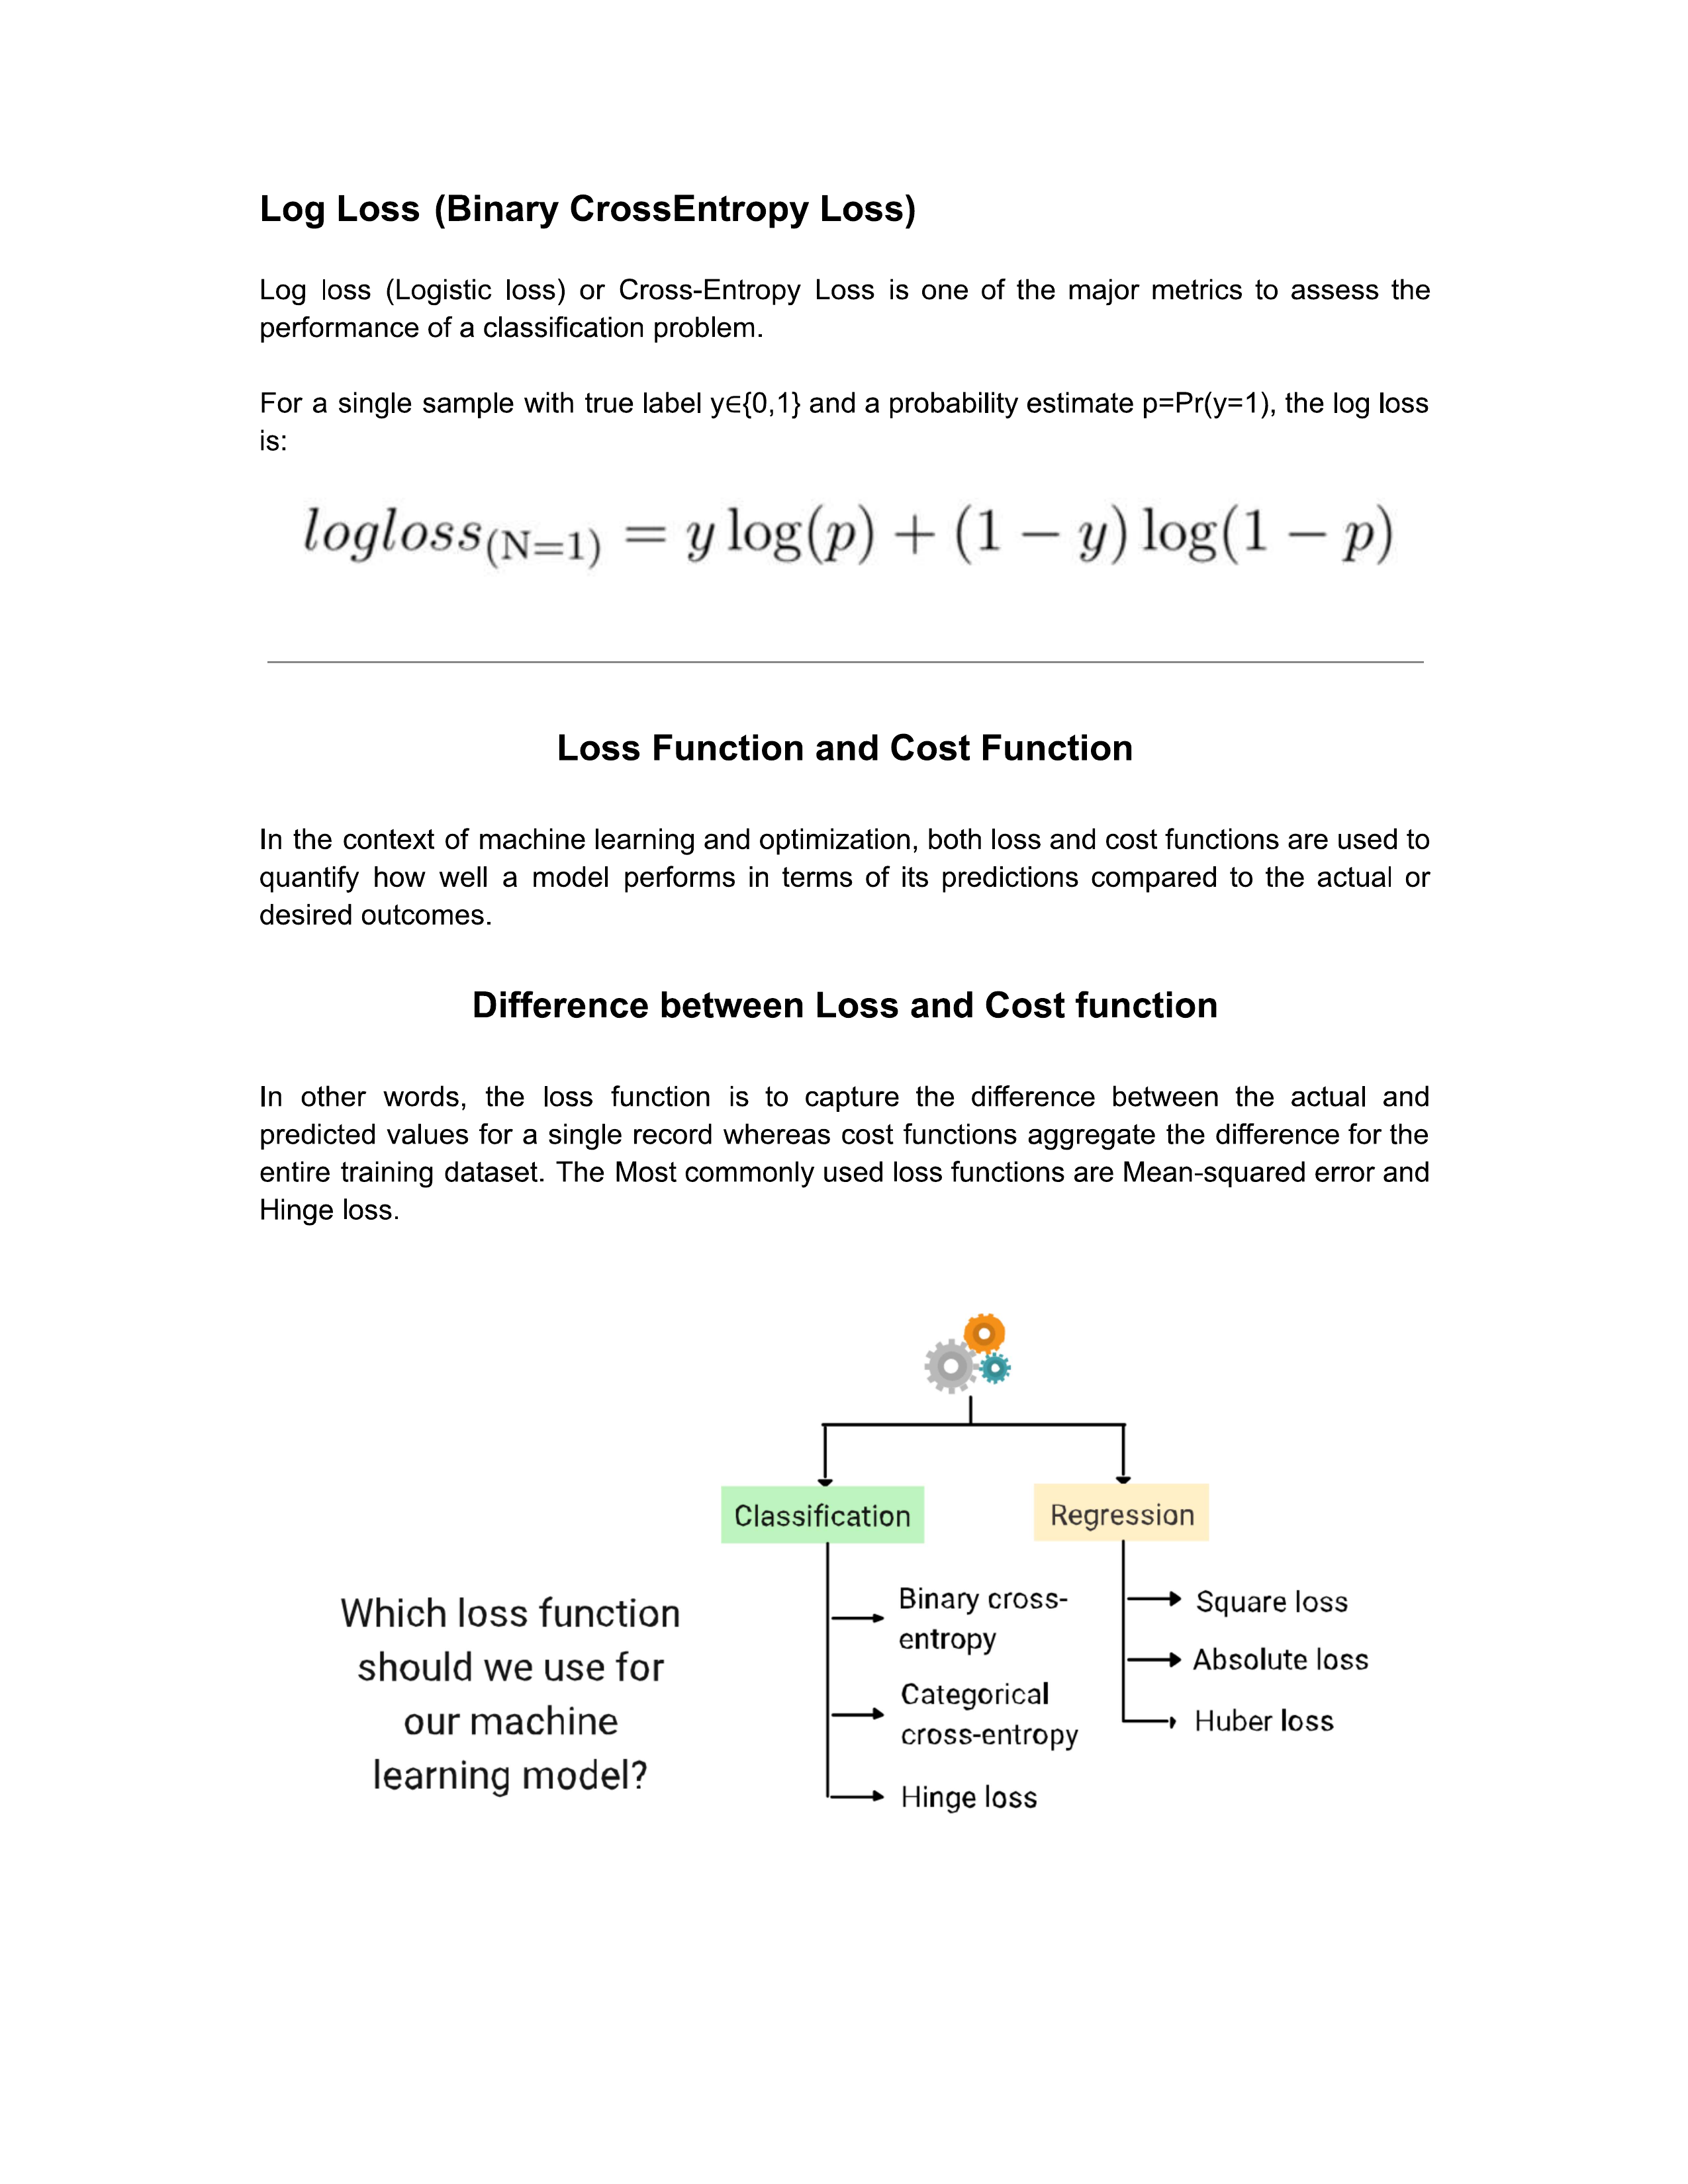 Log Loss (Binary CrossEntropy Loss)
Log loss (Logistic loss) or Cross-Entropy Loss is one of the major metrics to assess the
performance of a classification problem.
For a single sample with true label y∈{0,1} and a probability estimate p=Pr(y=1), the log loss
is:
logloss(N=1) = y log(p) + (1 − y) log(1 − p)
Loss Function and Cost Function
In the context of machine learning and optimization, both loss and cost functions are used to
quantify how well a model performs in terms of its predictions compared to the actual or
desired outcomes.
Difference between Loss and Cost function
In other words, the loss function is to capture the difference between the actual and
predicted values for a single record whereas cost functions aggregate the difference for the
entire training dataset. The Most commonly used loss functions are Mean-squared error and
Hinge loss.
Which loss function
should we use for
our machine
learning model?
Classification
Binary cross-
entropy
Categorical
cross-entropy
Hinge loss
Regression
Square loss
Absolute loss
Huber loss